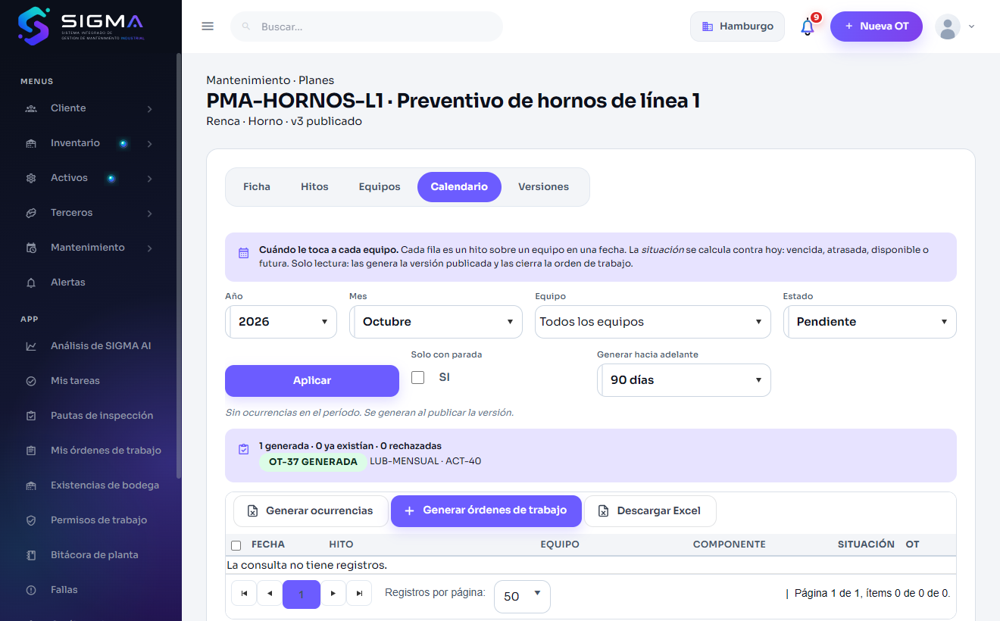 SIGMA
SISTEMA INTEGRADO DE
GESTIÓN DE MANTENIMIENTO INDUSTRIAL
Buscar...
Hamburgo
9
+ Nueva OT
MENUS
Cliente
Inventario
Activos
Terceros
Mantenimiento
Alertas
APP
Análisis de SIGMA AI
Mis tareas
Pautas de inspección
Mis órdenes de trabajo
Existencias de bodega
Permisos de trabajo
Bitácora de planta
Fallas
Mantenimiento · Planes
PMA-HORNOS-L1 · Preventivo de hornos de línea 1
Renca · Horno · v3 publicado
Ficha Hitos Equipos Calendario Versiones
Cuándo le toca a cada equipo. Cada fila es un hito sobre un equipo en una fecha. La situación se calcula contra hoy: vencida, atrasada, disponible o
futura. Solo lectura: las genera la versión publicada y las cierra la orden de trabajo.
Año Mes Equipo Estado
2026 Octubre Todos los equipos Pendiente
Solo con parada Generar hacia adelante
Aplicar SI 90 días
Sin ocurrencias en el período. Se generan al publicar la versión.
1 generada · 0 ya existían · 0 rechazadas
OT-37 GENERADA LUB-MENSUAL · ACT-40
Generar ocurrencias + Generar órdenes de trabajo Descargar Excel
FECHA HITO EQUIPO COMPONENTE SITUACIÓN OT
La consulta no tiene registros.
1 Registros por página: 50 | Página 1 de 1, ítems 0 de 0 de 0.